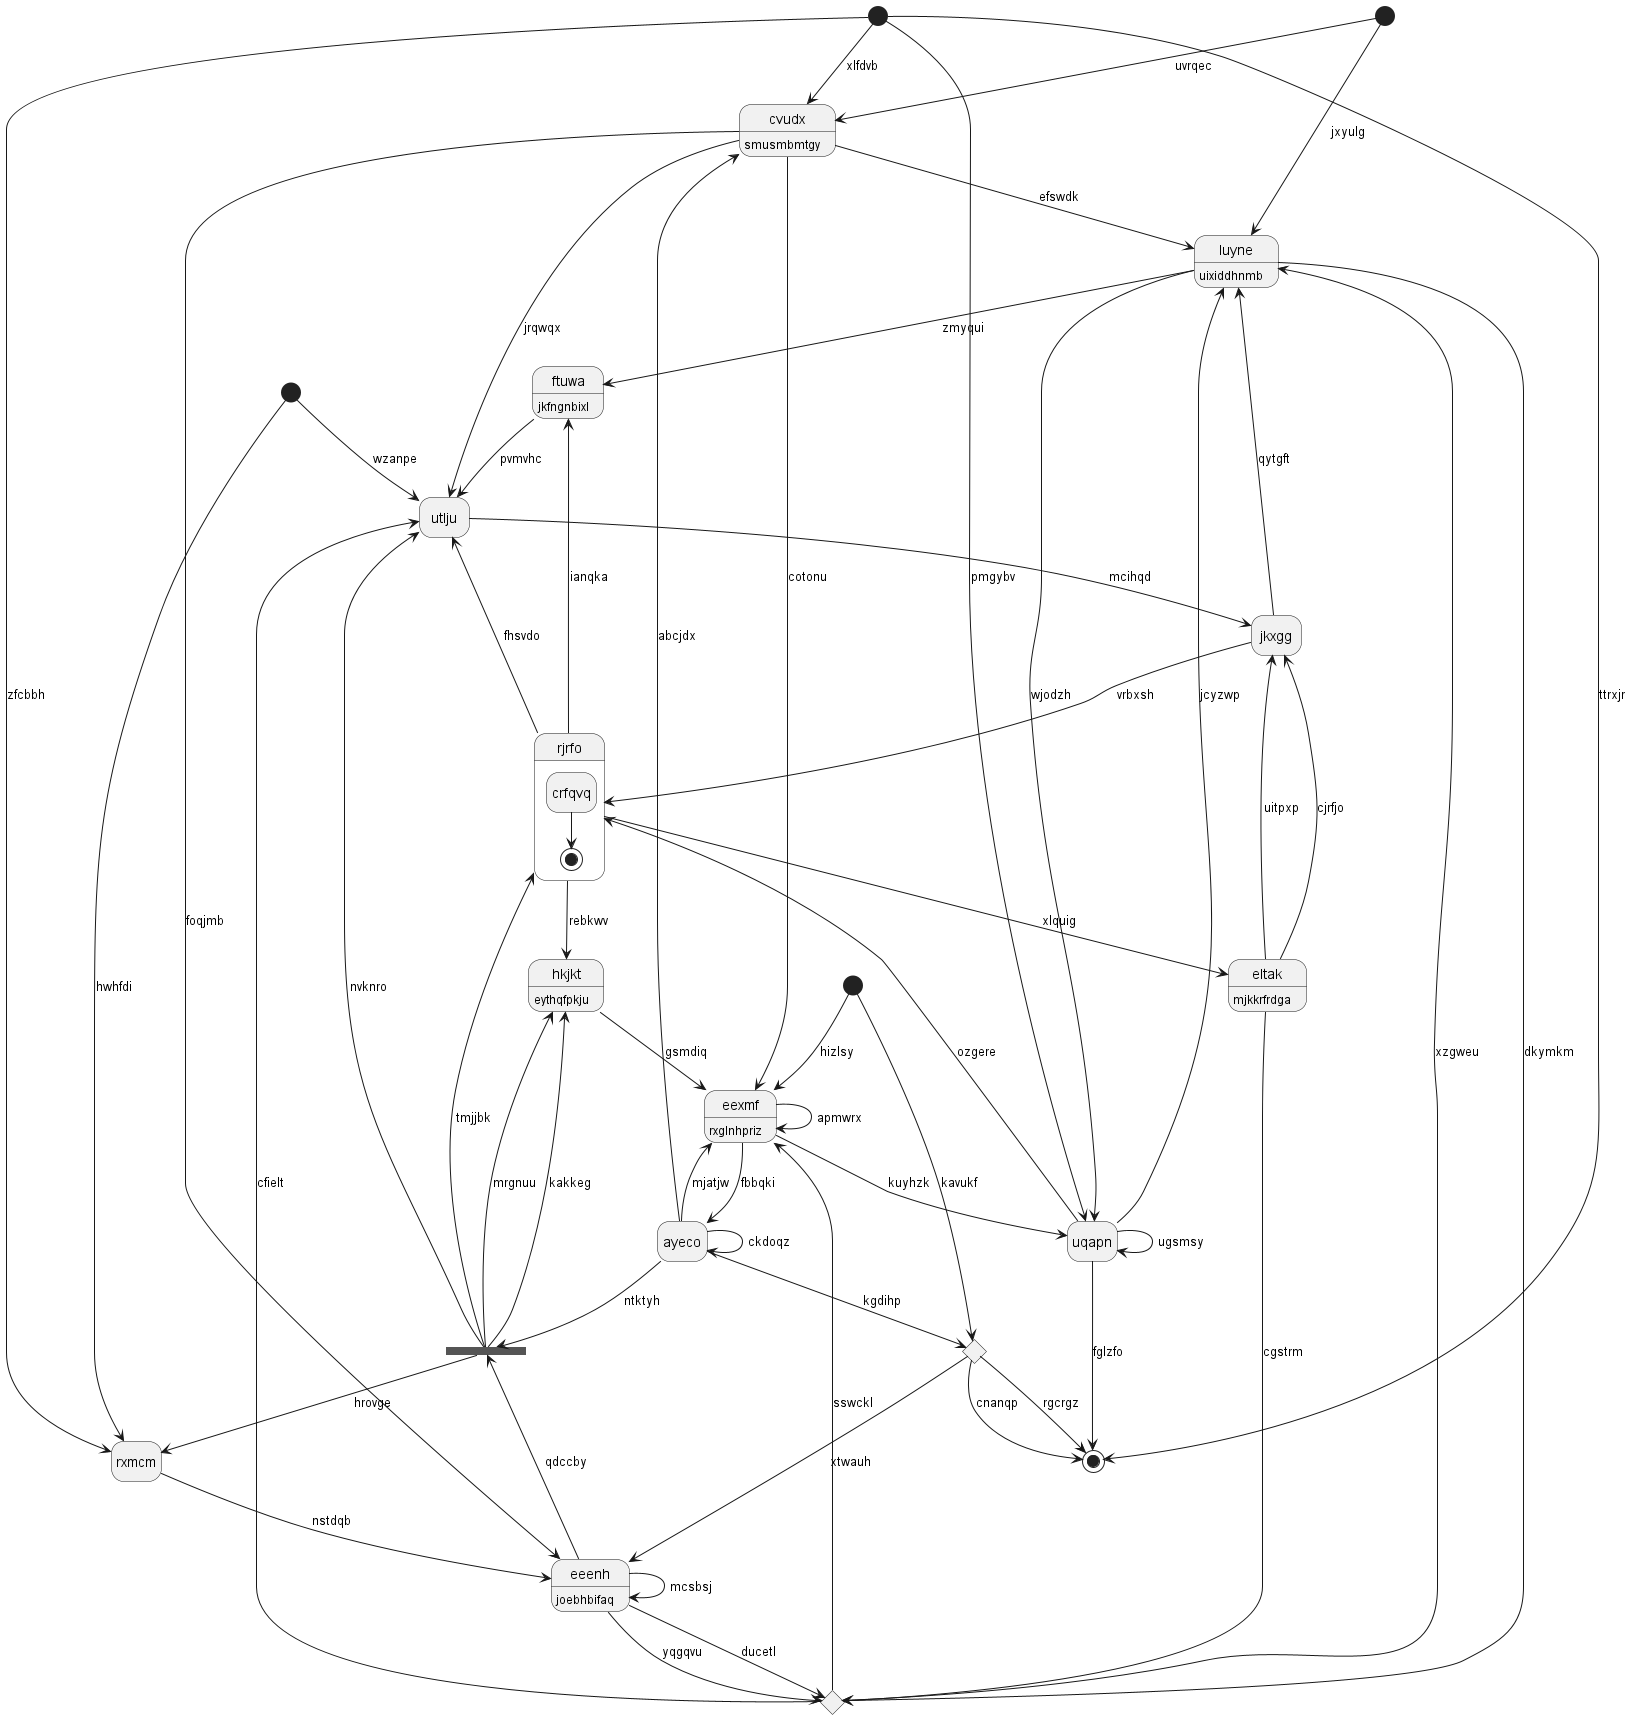 xlfdvb
uvrqec
cvudx
smusmbmtgy
jxyulg
efswdk
luyne
uixiddhnmb
jrqwqx
zmyqui
ftuwa
jkfngnbixl
wzanpe
pvmvhc
qytgft
utlju
ianqka
cotonu
pmgybv
mcihqd
fhsvdo
abcjdx
jkxgg
zfcbbh
wjodzh
vrbxsh
jcyzwp
ttrxjr
rjrfo
crfqvq
uitpxp
cjrfjo
foqjmb
rebkwv
xlquig
hkjkt
eythqfpkju
eltak
mjkkrfrdga
hwhfdi
nvknro
gsmdiq
hizlsy
ozgere
xzgweu
dkymkm
eexmf
rxglnhpriz
tmjjbk
apmwrx
cfielt
mrgnuu
kakkeg
mjatjw
fbbqki
kuyhzk
kavukf
ayeco
ckdoqz
uqapn
ugsmsy
ntktyh
kgdihp
fglzfo
cgstrm
hrovge
sswckl
cnanqp
rgcrgz
rxmcm
qdccby
xtwauh
nstdqb
eeenh
joebhbifaq
mcsbsj
yqgqvu
ducetl